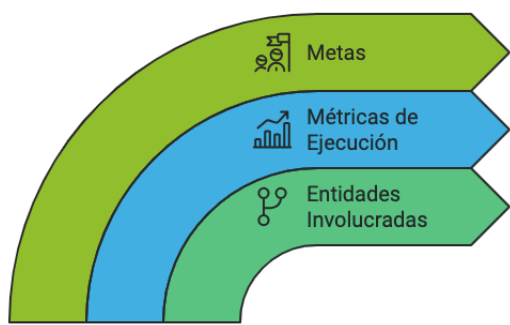 Metas
Métricas de
Ejecución
Entidades
Involucradas